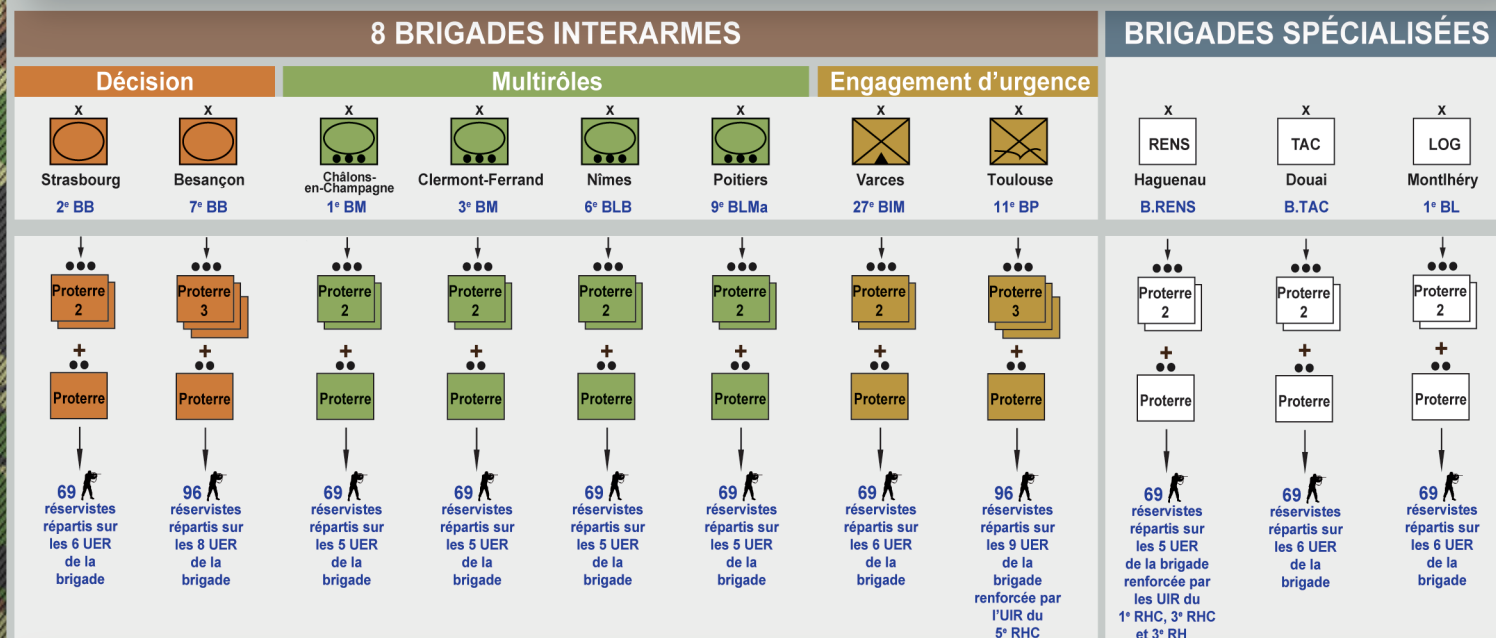 8 BRIGADES INTERARMES
BRIGADES SPÉCIALISÉES
Décision
Multirôles
Engagement d'urgence
x
Strasbourg
2e BB
x
Besançon
7e BB
x
Châlons-
en-Champagne
1e BM
x
Clermont-Ferrand
3e BM
x
Nîmes
6e BLB
x
Poitiers
9e BLMa
x
Varces
27e BIM
x
Toulouse
11e BP
x
RENS
Haguenau
B.RENS
x
TAC
Douai
B.TAC
x
LOG
Montlhéry
1e BL
Proterre
2
+
Proterre
69
réservistes
répartis sur
les 6 UER
de la
brigade
Proterre
3
+
Proterre
96
réservistes
répartis sur
les 8 UER
de la
brigade
Proterre
2
+
Proterre
69
réservistes
répartis sur
les 5 UER
de la
brigade
Proterre
2
+
Proterre
69
réservistes
répartis sur
les 5 UER
de la
brigade
Proterre
2
+
Proterre
69
réservistes
répartis sur
les 5 UER
de la
brigade
Proterre
2
+
Proterre
69
réservistes
répartis sur
les 5 UER
de la
brigade
Proterre
2
+
Proterre
69
réservistes
répartis sur
les 6 UER
de la
brigade
Proterre
3
+
Proterre
96
réservistes
répartis sur
les 9 UER
de la
brigade
renforcée par
l'UIR du
5e RHC
Proterre
2
+
Proterre
69
réservistes
répartis sur
les 5 UER
de la brigade
renforcée par
les UIR du
1e RHC, 3e RHC
et 3e RH
Proterre
2
+
Proterre
69
réservistes
répartis sur
les 6 UER
de la
brigade
Proterre
2
+
Proterre
69
réservistes
répartis sur
les 6 UER
de la
brigade